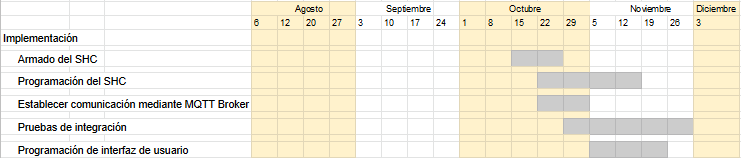 Agosto Septiembre Octubre Noviembre Diciembre
6 12 20 27 3 10 17 24 1 8 15 22 29 5 12 19 26 3
Implementación
Armado del SHC
Programación del SHC
Establecer comunicación mediante MQTT Broker
Pruebas de integración
Programación de interfaz de usuario